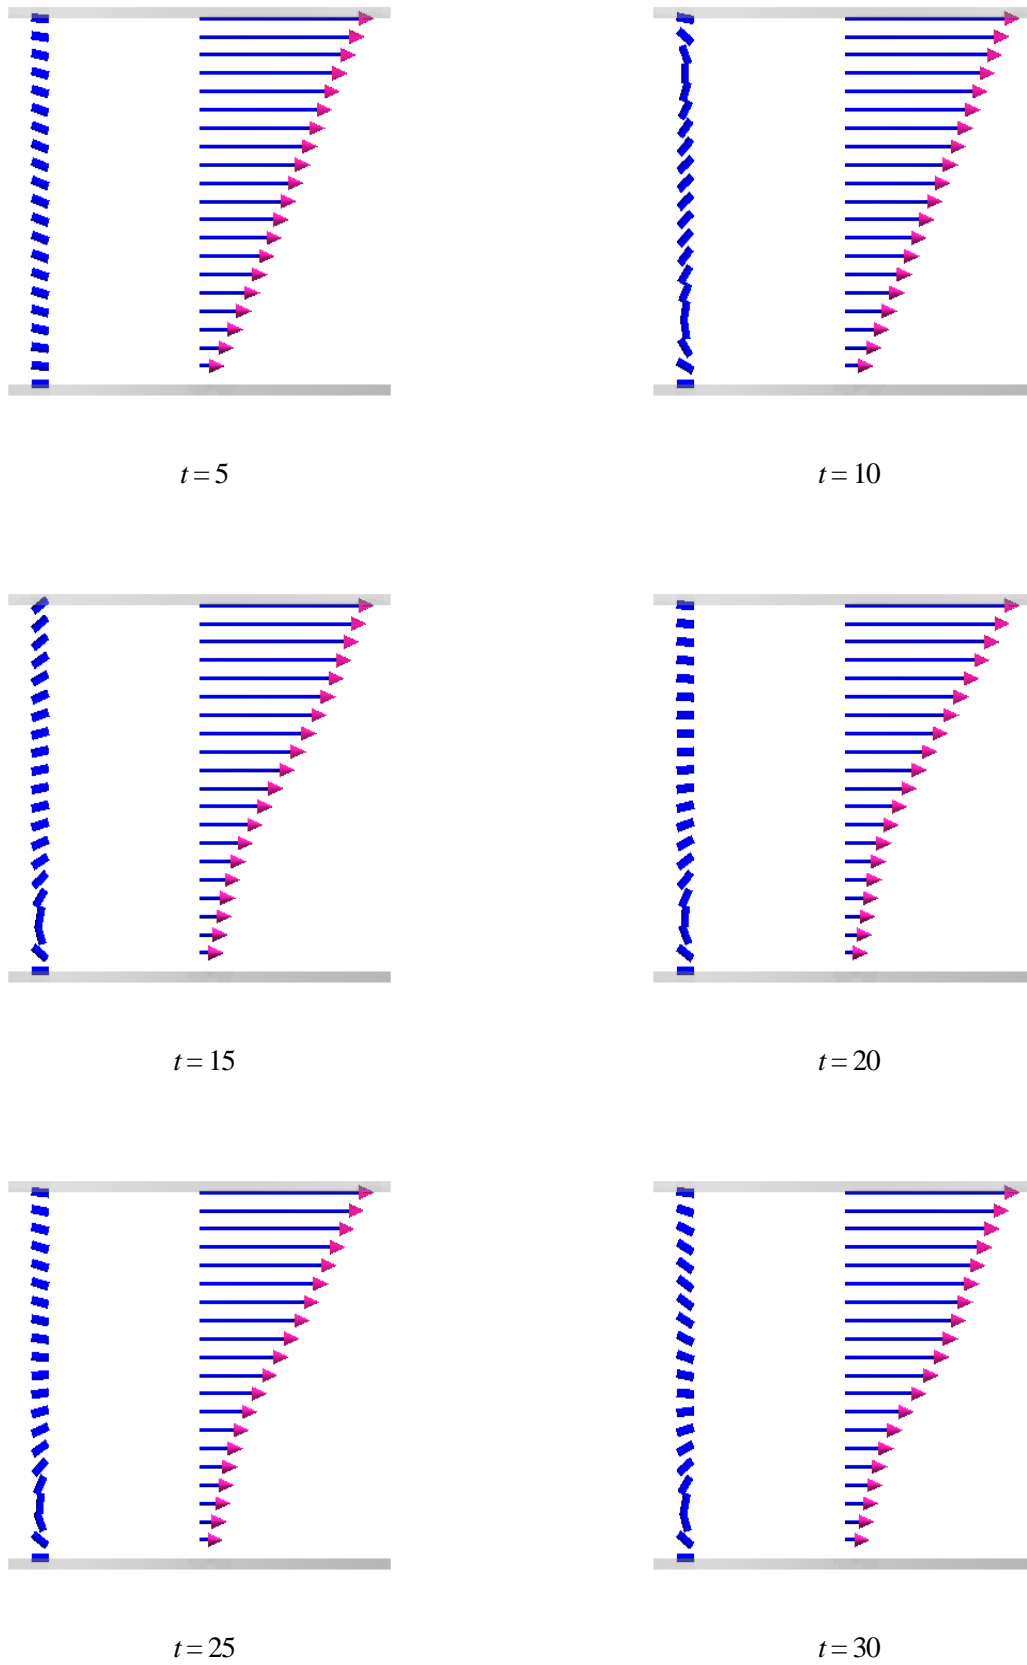 t = 5
t = 10
t = 15
t = 20
t = 25
t = 30